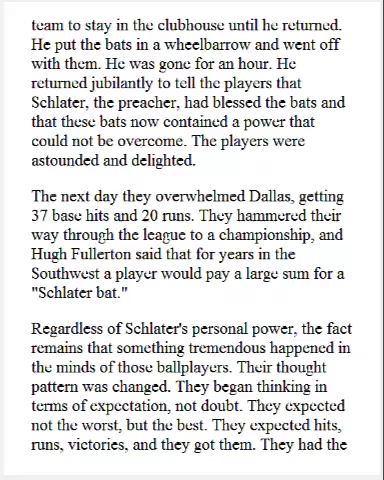 team to stay in the clubhouse until he returned.
He put the bats in a wheelbarrow and went off
with them. He was gone for an hour. He
returned jubilantly to tell the players that
Schlater, the preacher, had blessed the bats and
that these bats now contained a power that
could not be overcome. The players were
astounded and delighted.
The next day they overwhelmed Dallas, getting
37 base hits and 20 runs. They hammered their
way through the league to a championship, and
Hugh Fullerton said that for years in the
Southwest a player would pay a large sum for a
"Schlater bat."
Regardless of Schlater's personal power, the fact
remains that something tremendous happened in
the minds of those ballplayers. Their thought
pattern was changed. They began thinking in
terms of expectation, not doubt. They expected
not the worst, but the best. They expected hits,
runs, victories, and they got them. They had the